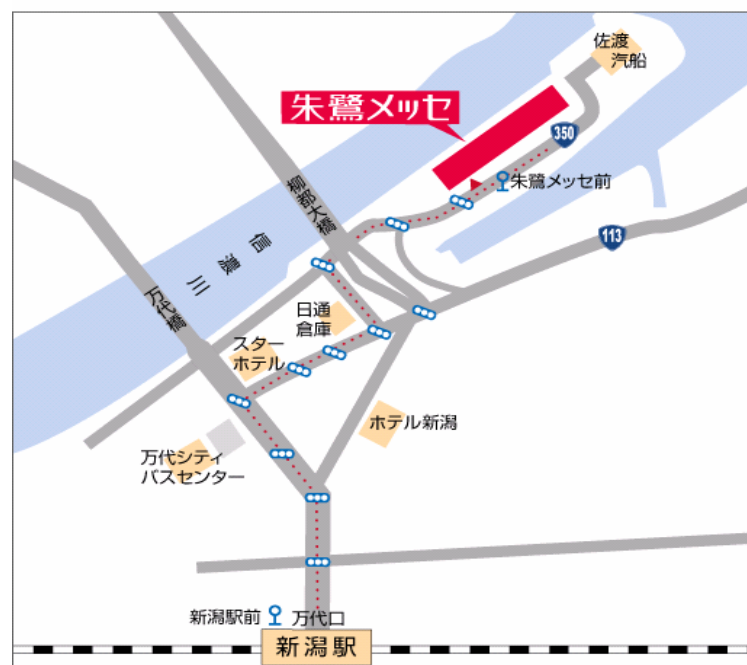 佐渡
汽船
朱鷺メッセ
350
朱鷺メッセ前
柳都大橋
113
信濃川
万代橋
日通
倉庫
スター
ホテル
ホテル新潟
万代シティ
バスセンター
新潟駅前
万代口
新潟駅